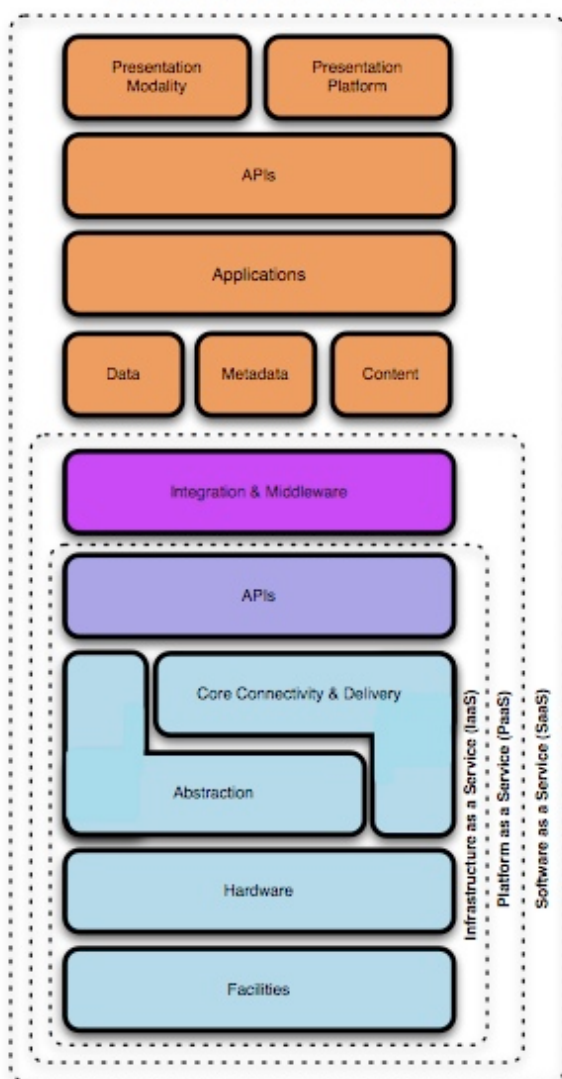 Presentation
Modality
Presentation
Platform
APIs
Applications
Data
Metadata
Content
Integration & Middleware
APIs
Core Connectivity & Delivery
Abstraction
Hardware
Facilities
Infrastructure as a Service (IaaS)
Platform as a Service (PaaS)
Software as a Service (SaaS)